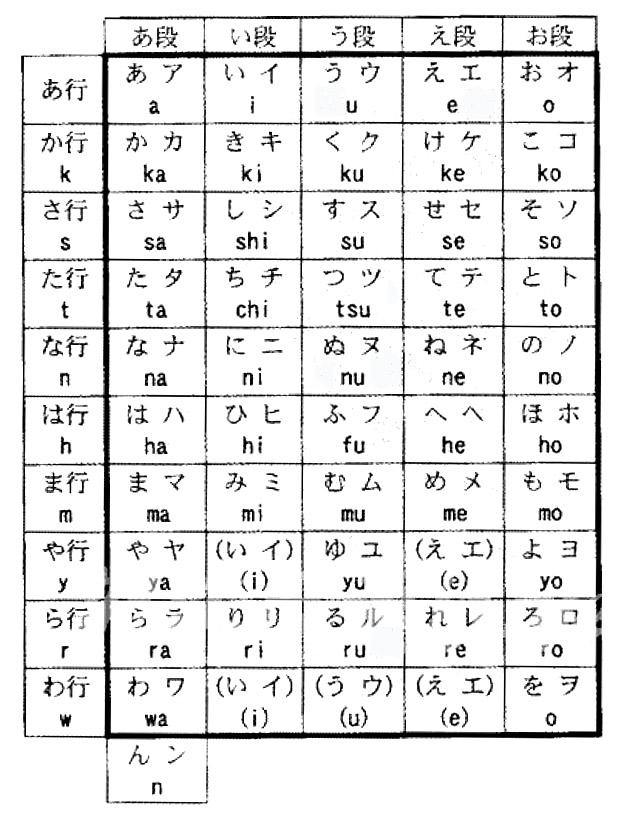 あ段 い段 う段 え段 お段
あ行 あ ア い イ う ウ え エ お オ
a i u e o
か行 か カ き キ く ク け ケ こ コ
k ka ki ku ke ko
さ行 さ サ し シ す ス せ セ そ ソ
s sa shi su se so
た行 た タ ち チ つ ツ て テ と ト
t ta chi tsu te to
な行 な ナ に ニ ぬ ヌ ね ネ の ノ
n na ni nu ne no
は行 は ハ ひ ヒ ふ フ へ ヘ ほ ホ
h ha hi fu he ho
ま行 ま マ み ミ む ム め メ も モ
m ma mi mu me mo
や行 や ヤ (い イ) ゆ ユ (え エ) よ ヨ
y ya (i) yu (e) yo
ら行 ら ラ り リ る ル れ レ ろ ロ
r ra ri ru re ro
わ行 わ ワ (い イ) (う ウ) (え エ) を ヲ
w wa (i) (u) (e) o
ん ン
n